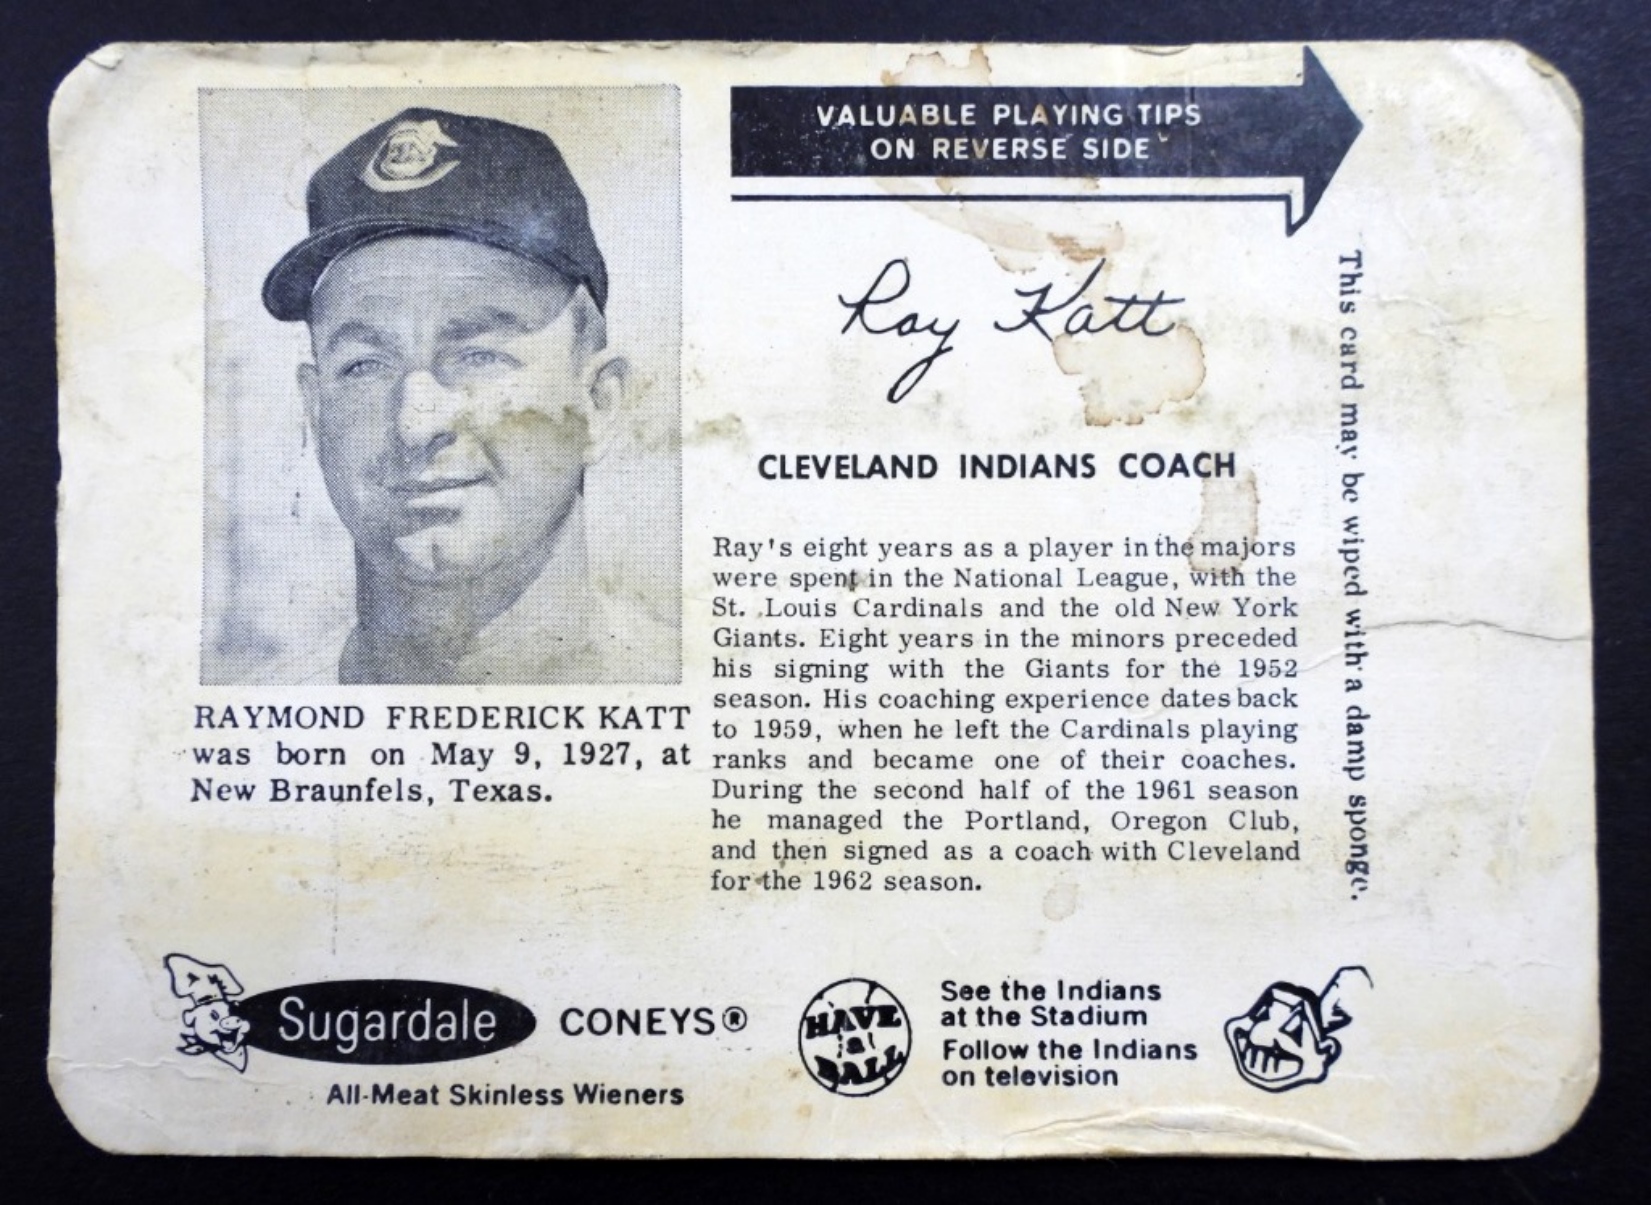 VALUABLE PLAYING TIPS
ON REVERSE SIDE
Ray Katt
CLEVELAND INDIANS COACH
Ray's eight years as a player in the majors
were spent in the National League, with the
St. Louis Cardinals and the old New York
Giants. Eight years in the minors preceded
his signing with the Giants for the 1952
season. His coaching experience dates back
to 1959, when he left the Cardinals playing
ranks and became one of their coaches.
During the second half of the 1961 season
he managed the Portland, Oregon Club,
and then signed as a coach with Cleveland
for the 1962 season.
RAYMOND FREDERICK KATT
was born on May 9, 1927, at
New Braunfels, Texas.
This card may be wiped with a damp sponge.
Sugardale CONEYS®
All-Meat Skinless Wieners
HAVE
a
BALL
See the Indians
at the Stadium
Follow the Indians
on television